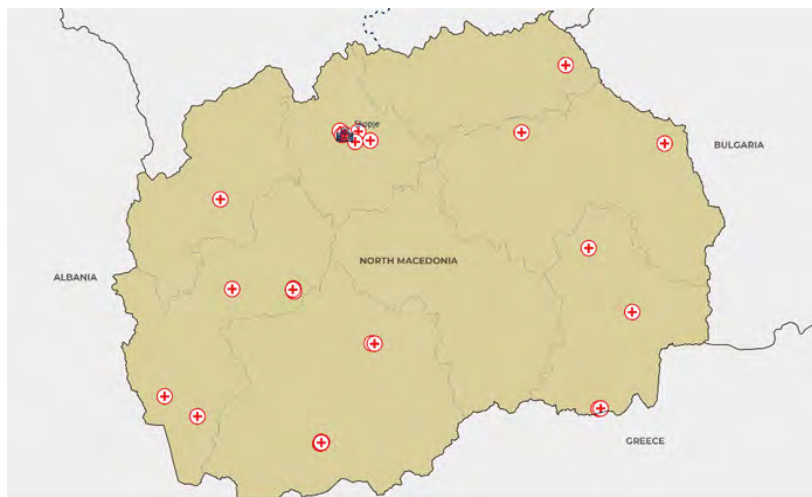 Skopje
BULGARIA
NORTH MACEDONIA
ALBANIA
GREECE